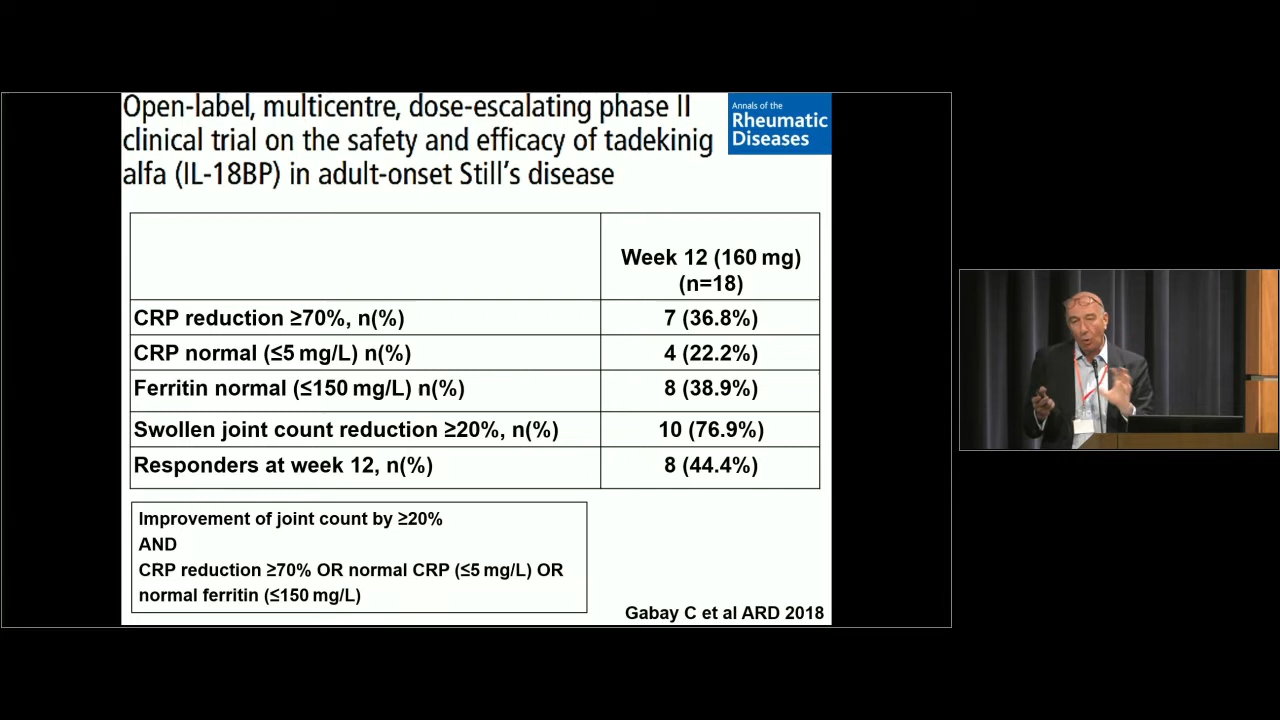 Open-label, multicentre, dose-escalating phase II
clinical trial on the safety and efficacy of tadekinig
alfa (IL-18BP) in adult-onset Still's disease
Annals of the
Rheumatic
Diseases
Week 12 (160 mg)
(n=18)
CRP reduction ≥70%, n(%) 7 (36.8%)
CRP normal (≤5 mg/L) n(%) 4 (22.2%)
Ferritin normal (≤150 mg/L) n(%) 8 (38.9%)
Swollen joint count reduction ≥20%, n(%) 10 (76.9%)
Responders at week 12, n(%) 8 (44.4%)
Improvement of joint count by ≥20%
AND
CRP reduction ≥70% OR normal CRP (≤5 mg/L) OR
normal ferritin (≤150 mg/L)
Gabay C et al ARD 2018